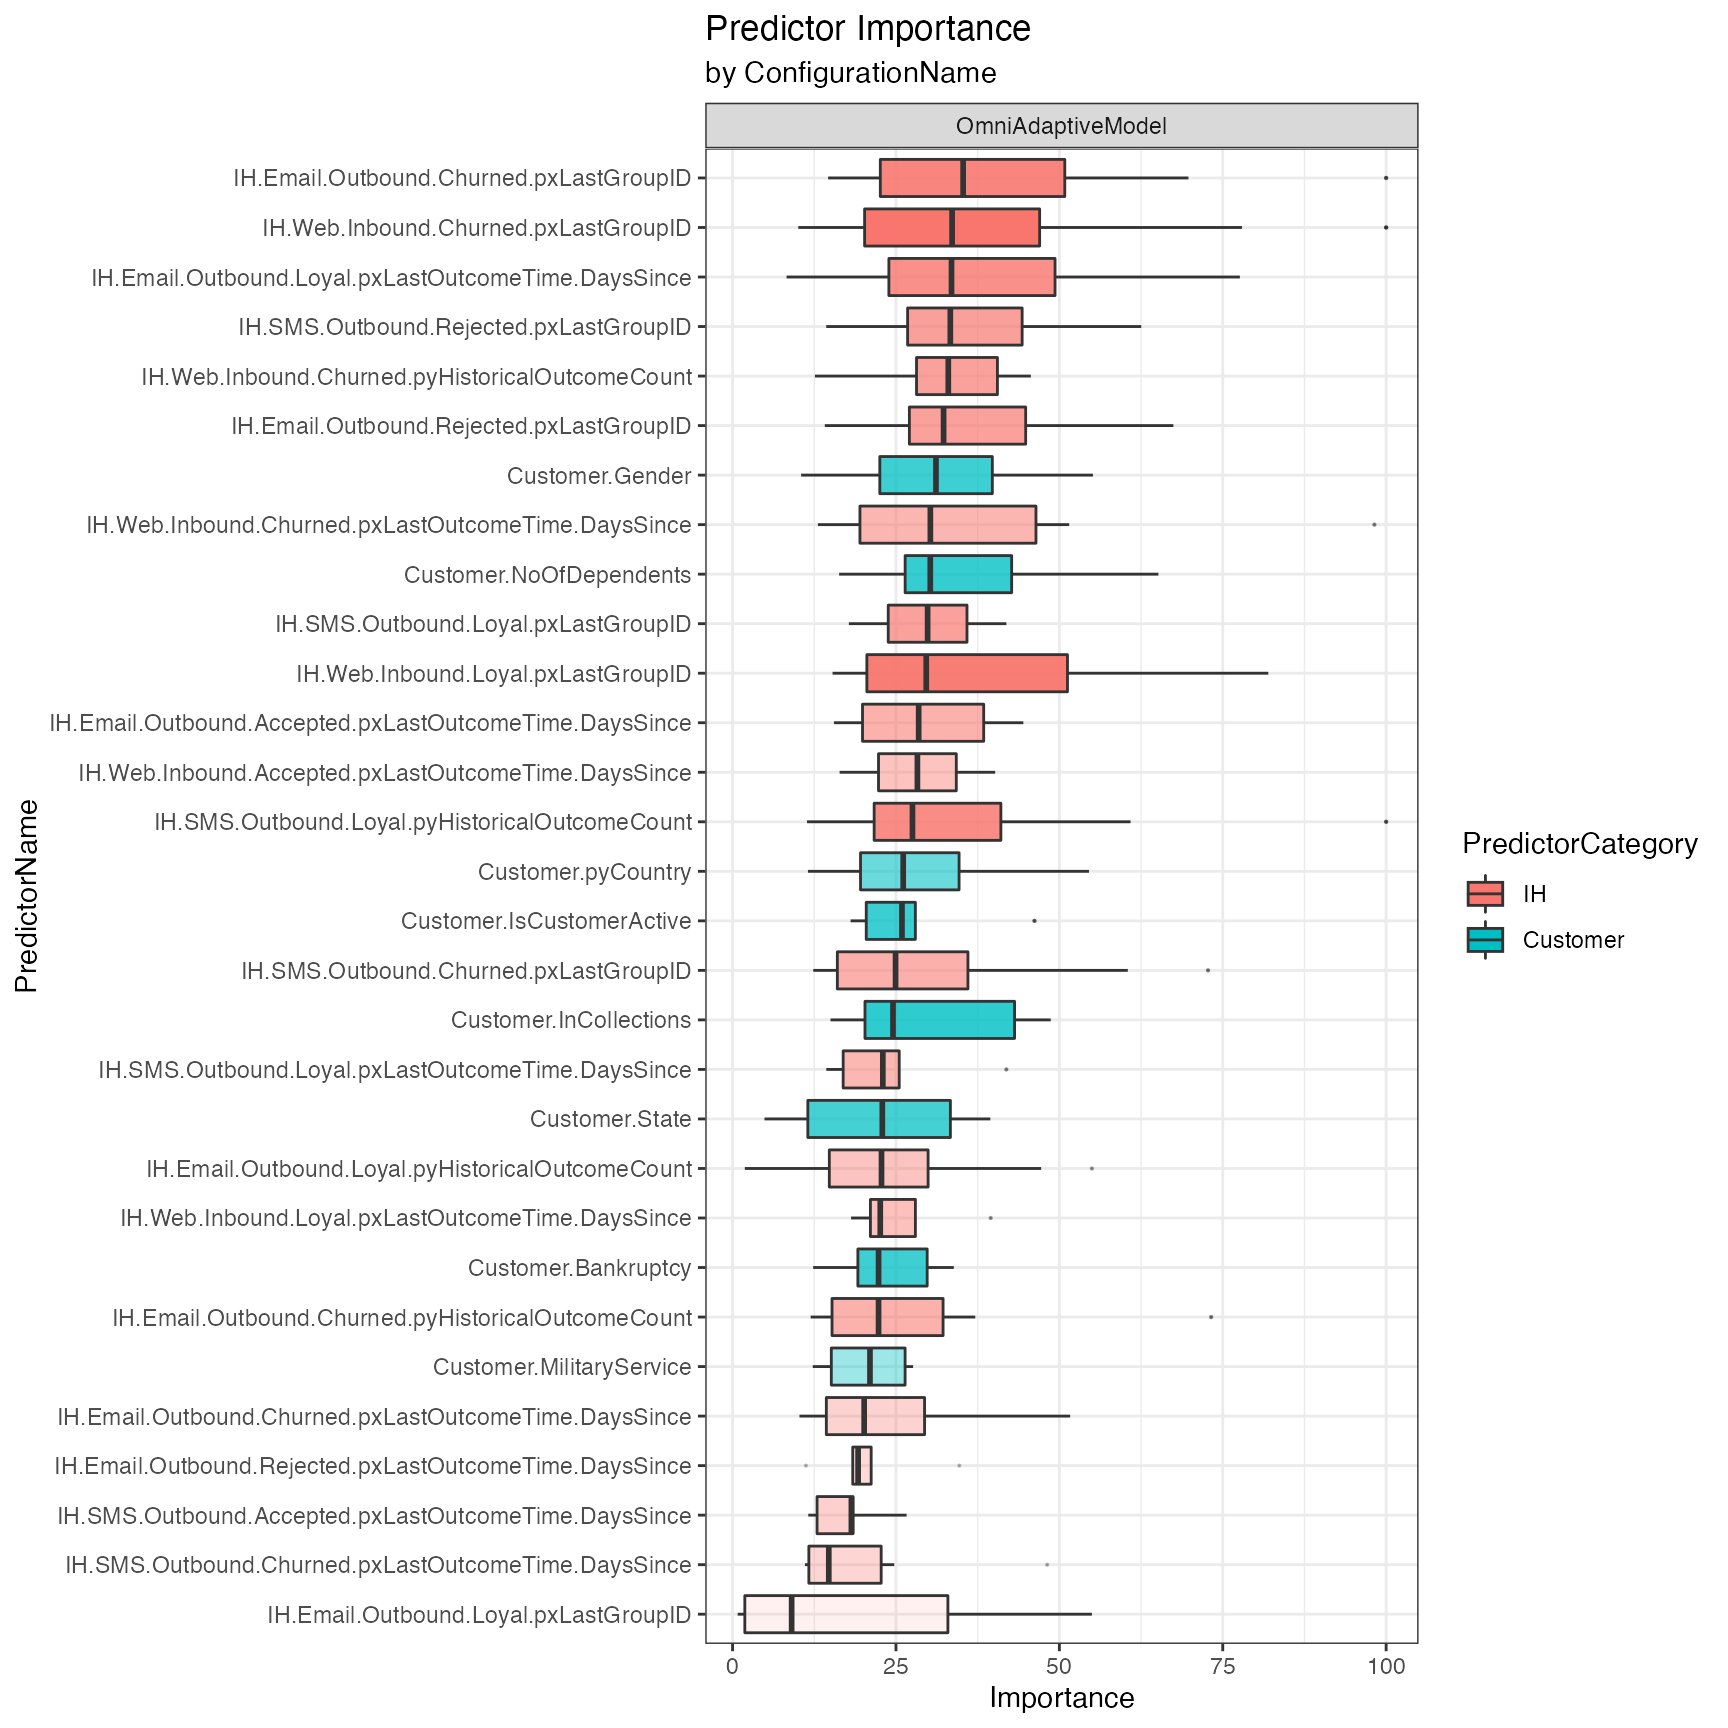 Predictor Importance
by ConfigurationName
OmniAdaptiveModel
IH.Email.Outbound.Churned.pxLastGroupID
IH.Web.Inbound.Churned.pxLastGroupID
IH.Email.Outbound.Loyal.pxLastOutcomeTime.DaysSince
IH.SMS.Outbound.Rejected.pxLastGroupID
IH.Web.Inbound.Churned.pyHistoricalOutcomeCount
IH.Email.Outbound.Rejected.pxLastGroupID
Customer.Gender
IH.Web.Inbound.Churned.pxLastOutcomeTime.DaysSince
Customer.NoOfDependents
IH.SMS.Outbound.Loyal.pxLastGroupID
IH.Web.Inbound.Loyal.pxLastGroupID
IH.Email.Outbound.Accepted.pxLastOutcomeTime.DaysSince
IH.Web.Inbound.Accepted.pxLastOutcomeTime.DaysSince
IH.SMS.Outbound.Loyal.pyHistoricalOutcomeCount
Customer.pyCountry
Customer.IsCustomerActive
IH.SMS.Outbound.Churned.pxLastGroupID
Customer.InCollections
IH.SMS.Outbound.Loyal.pxLastOutcomeTime.DaysSince
Customer.State
IH.Email.Outbound.Loyal.pyHistoricalOutcomeCount
IH.Web.Inbound.Loyal.pxLastOutcomeTime.DaysSince
Customer.Bankruptcy
IH.Email.Outbound.Churned.pyHistoricalOutcomeCount
Customer.MilitaryService
IH.Email.Outbound.Churned.pxLastOutcomeTime.DaysSince
IH.Email.Outbound.Rejected.pxLastOutcomeTime.DaysSince
IH.SMS.Outbound.Accepted.pxLastOutcomeTime.DaysSince
IH.SMS.Outbound.Churned.pxLastOutcomeTime.DaysSince
IH.Email.Outbound.Loyal.pxLastGroupID
PredictorName
0 25 50 75 100
Importance
PredictorCategory
IH
Customer